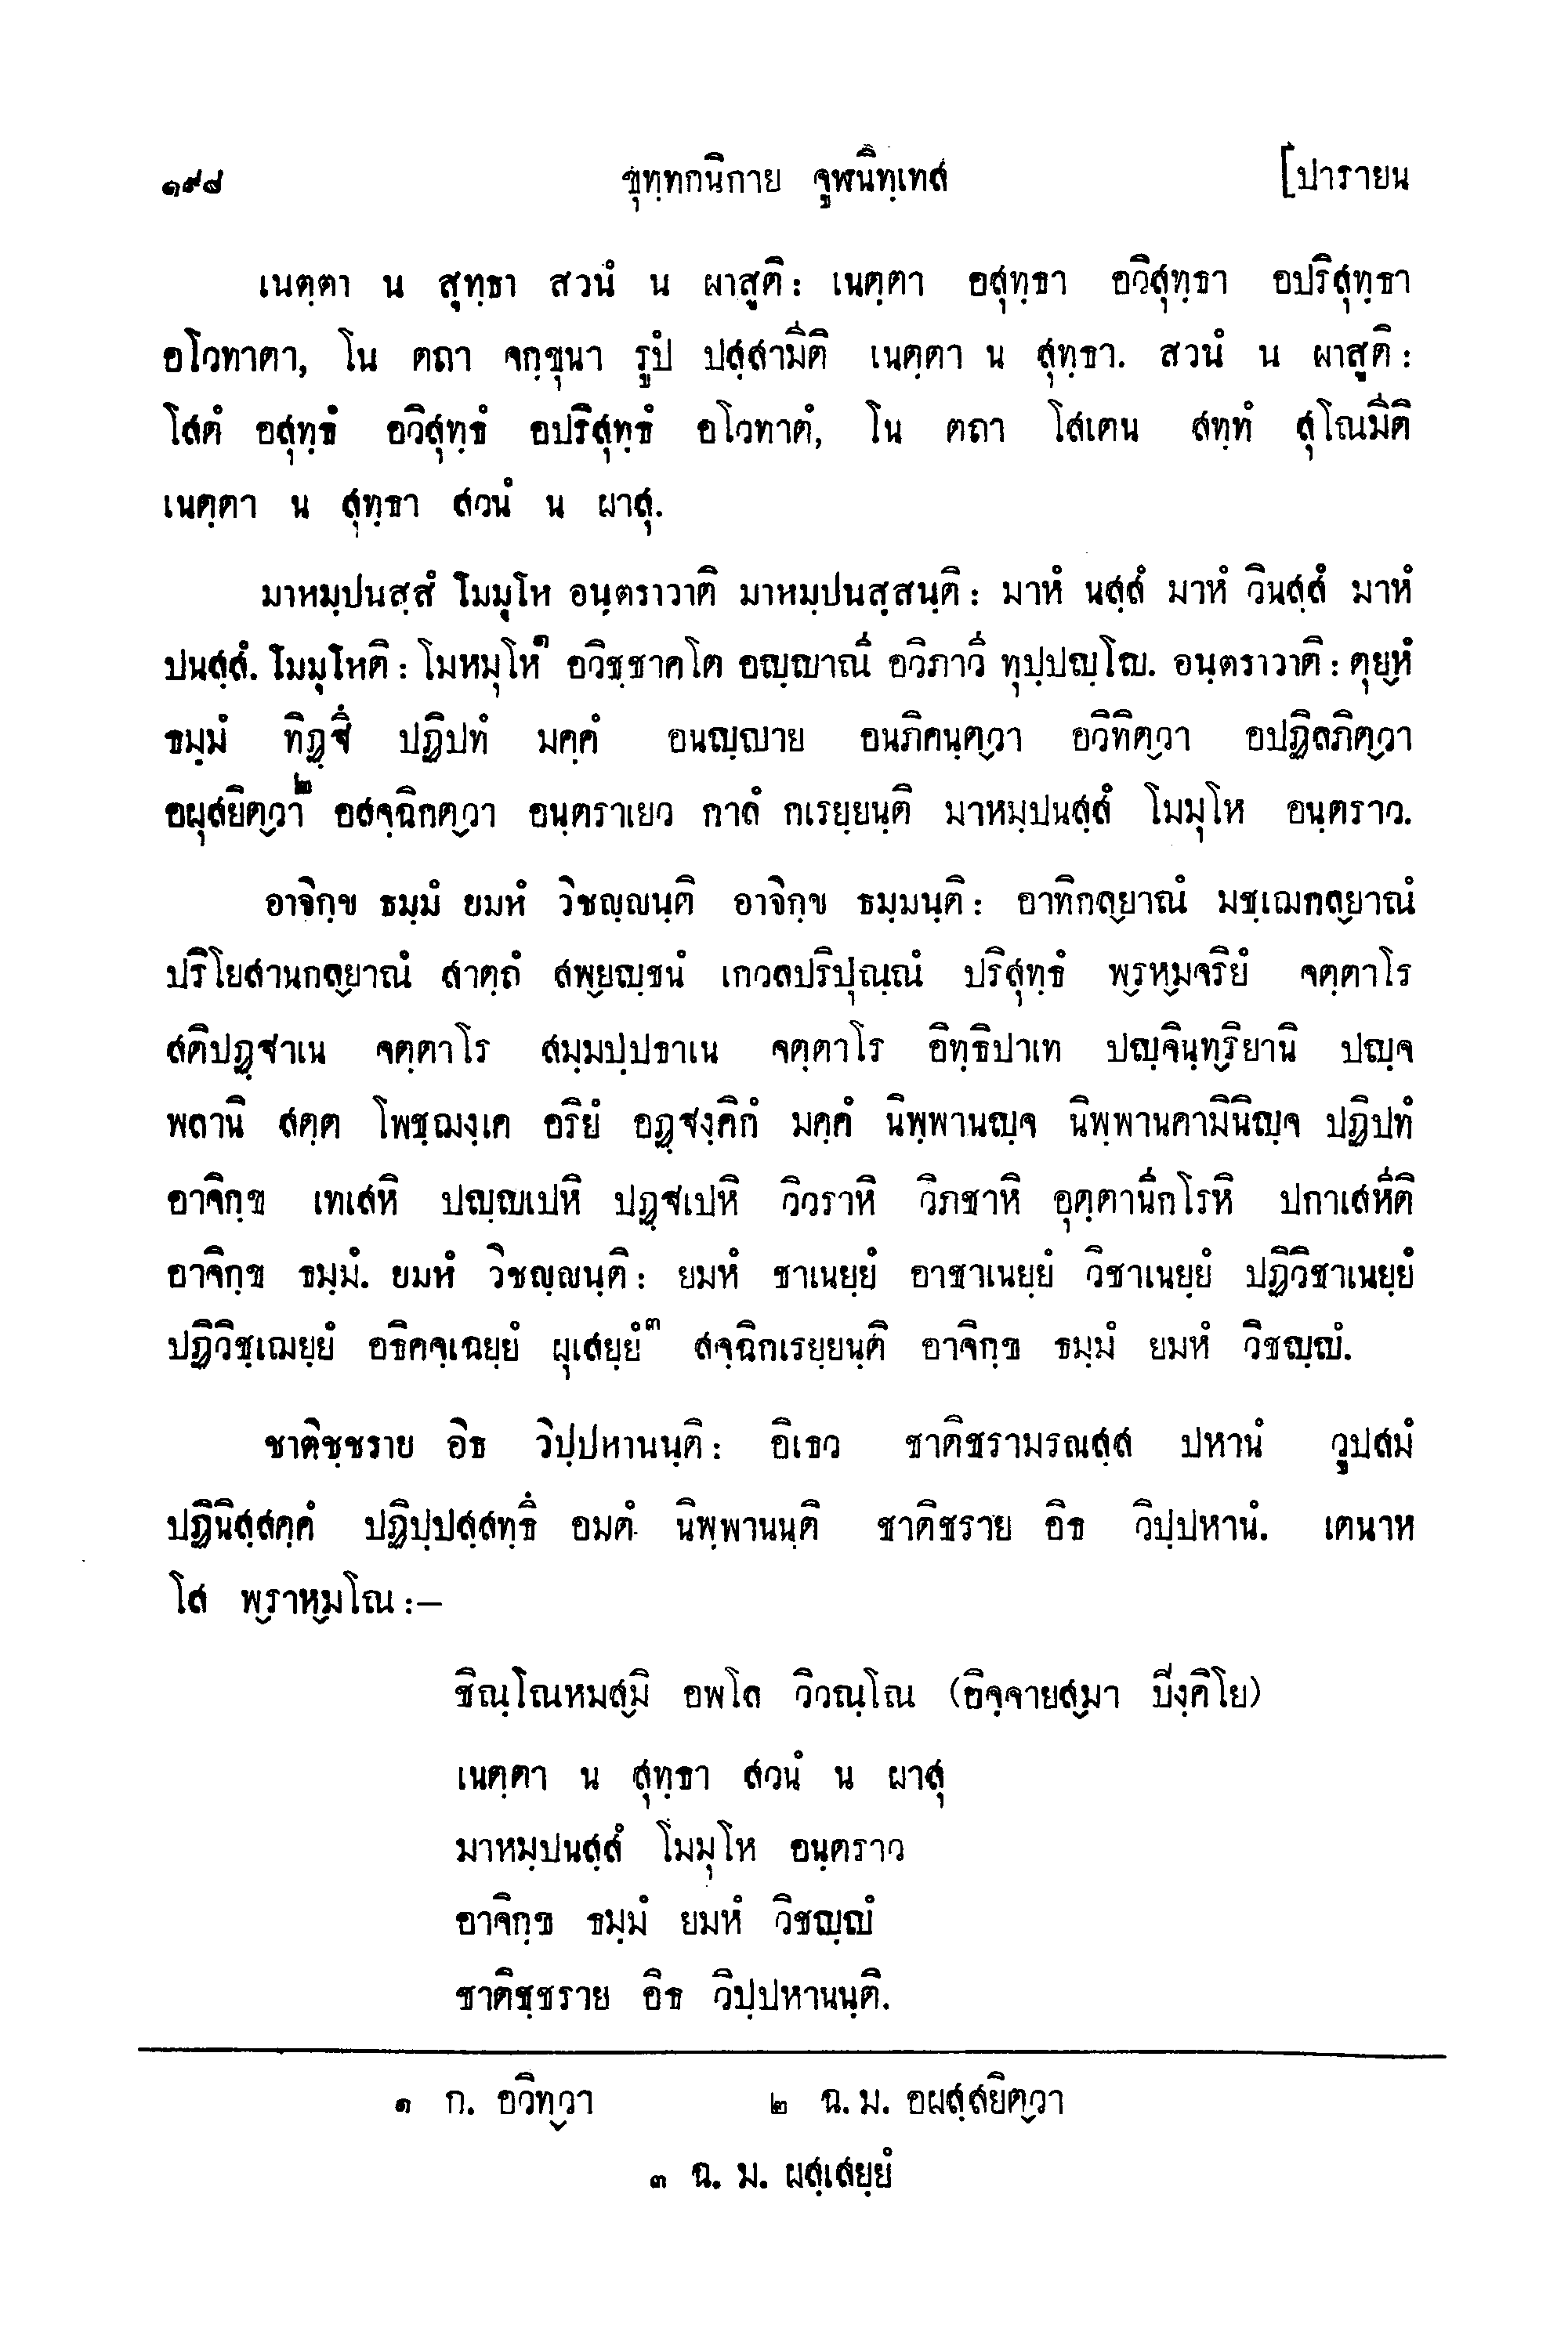 ๑๙๘ ขุทฺทกนิกาย จูฬนิทฺเทส [ปารายน
เนตฺตา น สุทฺธา สวนํ น ผาสูติ: เนตฺตา อสุทฺธา อวิสุทฺธา อปริสุทฺธา
อโวทาตา, โน ตถา จกฺขุนา รูปํ ปสฺสามีติ เนตฺตา น สุทฺธา. สวนํ น ผาสูติ:
โสตํ อสุทฺธํ อวิสุทฺธํ อปริสุทฺธํ อโวทาตํ, โน ตถา โสเตน สทฺทํ สุโณมีติ
เนตฺตา น สุทฺธา สวนํ น ผาสุ.
มาหมฺปนสฺสํ โมมุโห อนฺตราวาติ มาหมฺปนสฺสนฺติ: มาหํ นสฺสํ มาหํ วินสฺสํ มาหํ
ปนสฺสํ. โมมุโหติ: โมหมุโห๑ อวิชฺชาคโต อญฺญาณี อวิภาวี ทุปฺปญฺโญ. อนฺตราวาติ: ตุยฺหํ
ธมฺมํ ทิฏฺฐึ ปฏิปทํ มคฺคํ อนญฺญาย อนภิคนฺตฺวา อวิทิตฺวา อปฏิลภิตฺวา
อผุสยิตฺวา๒ อสจฺฉิกตฺวา อนฺตราเยว กาลํ กเรยฺยนฺติ มาหมฺปนสฺสํ โมมุโห อนฺตราว.
อาจิกฺข ธมฺมํ ยมหํ วิชญฺญนฺติ อาจิกฺข ธมฺมนฺติ: อาทิกลฺยาณํ มชฺเฌกลฺยาณํ
ปริโยสานกลฺยาณํ สาตฺถํ สพฺยญฺชนํ เกวลปริปุณฺณํ ปริสุทฺธํ พฺรหฺมจริยํ จตฺตาโร
สติปฏฺฐาเน จตฺตาโร สมฺมปฺปธาเน จตฺตาโร อิทฺธิปาเท ปญฺจินฺทฺริยานิ ปญฺจ
พลานิ สตฺต โพชฺฌงฺเค อริยํ อฏฺฐงฺคิกํ มคฺคํ นิพฺพานญฺจ นิพฺพานคามินิญฺจ ปฏิปทํ
อาจิกฺข เทเสหิ ปญฺญเปหิ ปฏฺฐเปหิ วิวราหิ วิภชาหิ อุตฺตานีกโรหิ ปกาเสหีติ
อาจิกฺข ธมฺมํ. ยมหํ วิชญฺญนฺติ: ยมหํ ชาเนยฺยํ อาชาเนยฺยํ วิชาเนยฺยํ ปฏิวิชาเนยฺยํ
ปฏิวิชฺเฌยฺยํ อธิคจฺเฉยฺยํ ผุเสยฺยํ๓ สจฺฉิกเรยฺยนฺติ อาจิกฺข ธมฺมํ ยมหํ วิชญฺญํ.
ชาติชฺชราย อิธ วิปฺปหานนฺติ: อิเธว ชาติชรามรณสฺส ปหานํ วูปสมํ
ปฏินิสฺสคฺคํ ปฏิปฺปสฺสทฺธึ อมตํ นิพฺพานนฺติ ชาติชราย อิธ วิปฺปหานํ. เตนาห
โส พฺราหฺมโณ:—
ชิณฺโณหมสฺมิ อพโล วิวณฺโณ (อิจฺจายสฺมา ปิงฺคิโย)
เนตฺตา น สุทฺธา สวนํ น ผาสุ
มาหมฺปนสฺสํ โมมุโห อนฺตราว
อาจิกฺข ธมฺมํ ยมหํ วิชญฺญํ
ชาติชฺชราย อิธ วิปฺปหานนฺติ.
๑ ก. อวิทฺวา ๒ ฉ. ม. อผสฺสยิตฺวา
๓ ฉ. ม. ผสฺเสยฺยํ